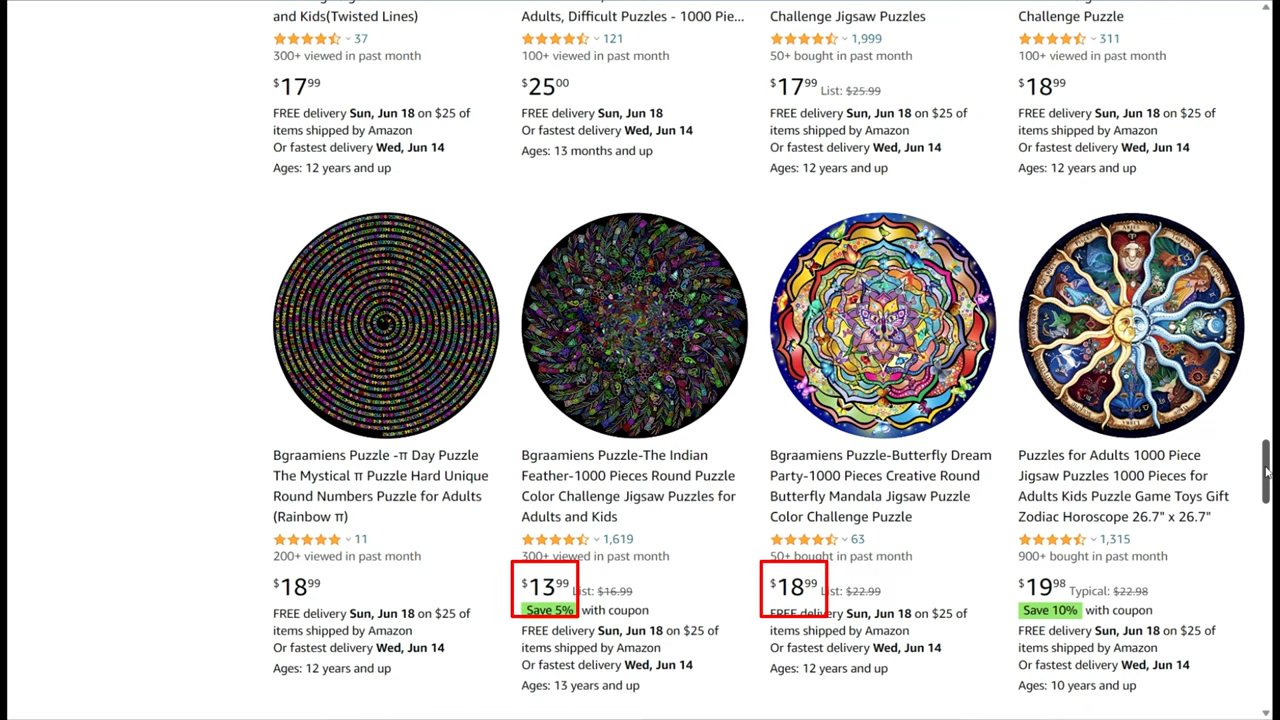 and Kids(Twisted Lines)
37
300+ viewed in past month
$17 99
FREE delivery Sun, Jun 18 on $25 of
items shipped by Amazon
Or fastest delivery Wed, Jun 14
Ages: 12 years and up
Adults, Difficult Puzzles - 1000 Pie...
121
100+ viewed in past month
$25 00
FREE delivery Sun, Jun 18
Or fastest delivery Wed, Jun 14
Ages: 13 months and up
Challenge Jigsaw Puzzles
1,999
50+ bought in past month
$17 99 List: $25.99
FREE delivery Sun, Jun 18 on $25 of
items shipped by Amazon
Or fastest delivery Wed, Jun 14
Ages: 12 years and up
Challenge Puzzle
311
100+ viewed in past month
$18 99
FREE delivery Sun, Jun 18 on $25 of
items shipped by Amazon
Or fastest delivery Wed, Jun 14
Ages: 12 years and up
Bgraamiens Puzzle -π Day Puzzle
The Mystical π Puzzle Hard Unique
Round Numbers Puzzle for Adults
(Rainbow π)
11
200+ viewed in past month
$18 99
FREE delivery Sun, Jun 18 on $25 of
items shipped by Amazon
Or fastest delivery Wed, Jun 14
Ages: 12 years and up
Bgraamiens Puzzle-The Indian
Feather-1000 Pieces Round Puzzle
Color Challenge Jigsaw Puzzles for
Adults and Kids
1,619
300+ viewed in past month
$13 99 List: $16.99
Save 5% with coupon
FREE delivery Sun, Jun 18 on $25 of
items shipped by Amazon
Or fastest delivery Wed, Jun 14
Ages: 13 years and up
Bgraamiens Puzzle-Butterfly Dream
Party-1000 Pieces Creative Round
Butterfly Mandala Jigsaw Puzzle
Color Challenge Puzzle
63
50+ bought in past month
$18 99 List: $22.99
FREE delivery Sun, Jun 18 on $25 of
items shipped by Amazon
Or fastest delivery Wed, Jun 14
Ages: 12 years and up
Puzzles for Adults 1000 Piece
Jigsaw Puzzles 1000 Pieces for
Adults Kids Puzzle Game Toys Gift
Zodiac Horoscope 26.7" x 26.7"
1,315
900+ bought in past month
$19 98 Typical: $22.98
Save 10% with coupon
FREE delivery Sun, Jun 18 on $25 of
items shipped by Amazon
Or fastest delivery Wed, Jun 14
Ages: 10 years and up